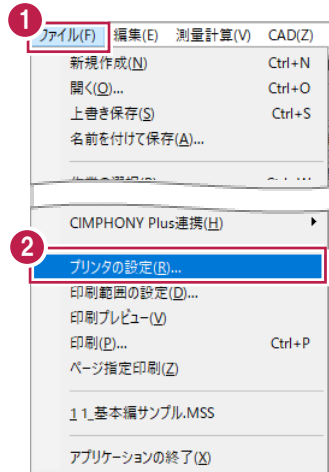 1
ファイル(F) 編集(E) 測量計算(V) CAD(Z)
新規作成(N) Ctrl+N
開く(O)... Ctrl+O
上書き保存(S) Ctrl+S
名前を付けて保存(A)...
CIMPHONY Plus連携(H)
2
プリンタの設定(R)...
印刷範囲の設定(D)...
印刷プレビュー(V)
印刷(P)... Ctrl+P
ページ指定印刷(Z)
1 1_基本編サンプル.MSS
アプリケーションの終了(X)